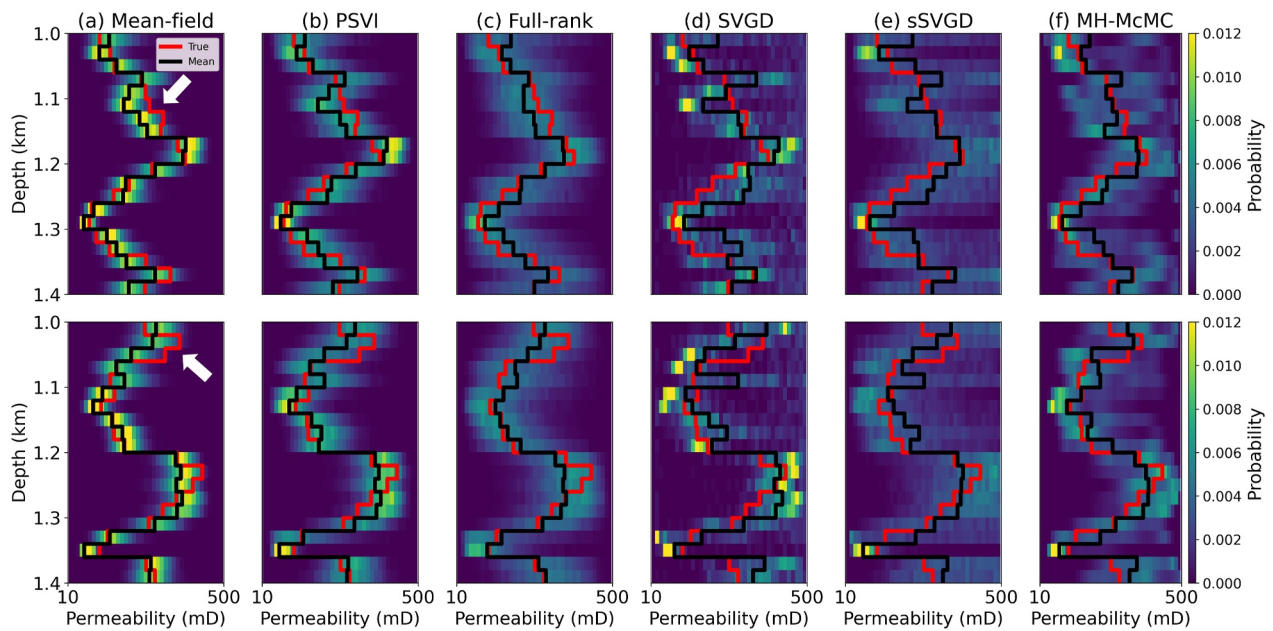 (a) Mean-field (b) PSVI (c) Full-rank (d) SVGD (e) sSVGD (f) MH-McMC
True
Mean
1.0
1.1
1.2
1.3
1.4
Depth (km)
0.012
0.010
0.008
0.006
0.004
0.002
0.000
Probability
1.0
1.1
1.2
1.3
1.4
Depth (km)
0.012
0.010
0.008
0.006
0.004
0.002
0.000
Probability
10 500 10 500 10 500 10 500 10 500 10 500
Permeability (mD) Permeability (mD) Permeability (mD) Permeability (mD) Permeability (mD) Permeability (mD)